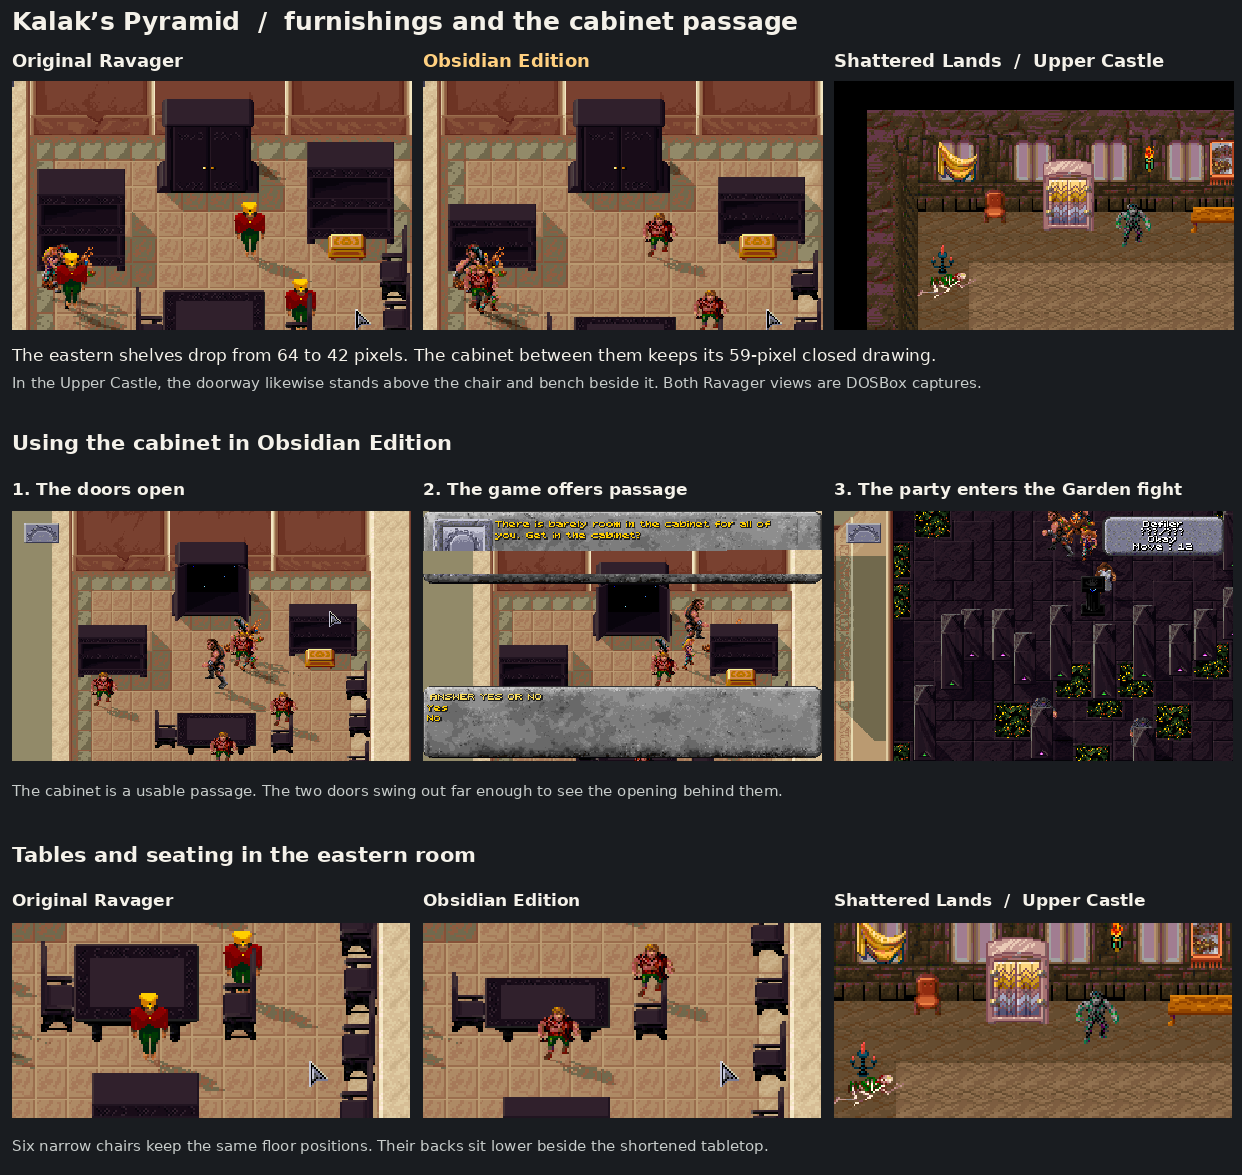 Kalak’s Pyramid / furnishings and the cabinet passage
Original Ravager
Obsidian Edition
Shattered Lands / Upper Castle
The eastern shelves drop from 64 to 42 pixels. The cabinet between them keeps its 59-pixel closed drawing.
In the Upper Castle, the doorway likewise stands above the chair and bench beside it. Both Ravager views are DOSBox captures.
Using the cabinet in Obsidian Edition
1. The doors open
2. The game offers passage
3. The party enters the Garden fight
There is barely room in the cabinet for all of
you. Get in the cabinet?
ANSWER YES OR NO
Yes
NO
Defiler
Okay
Move : 12
The cabinet is a usable passage. The two doors swing out far enough to see the opening behind them.
Tables and seating in the eastern room
Original Ravager
Obsidian Edition
Shattered Lands / Upper Castle
Six narrow chairs keep the same floor positions. Their backs sit lower beside the shortened tabletop.